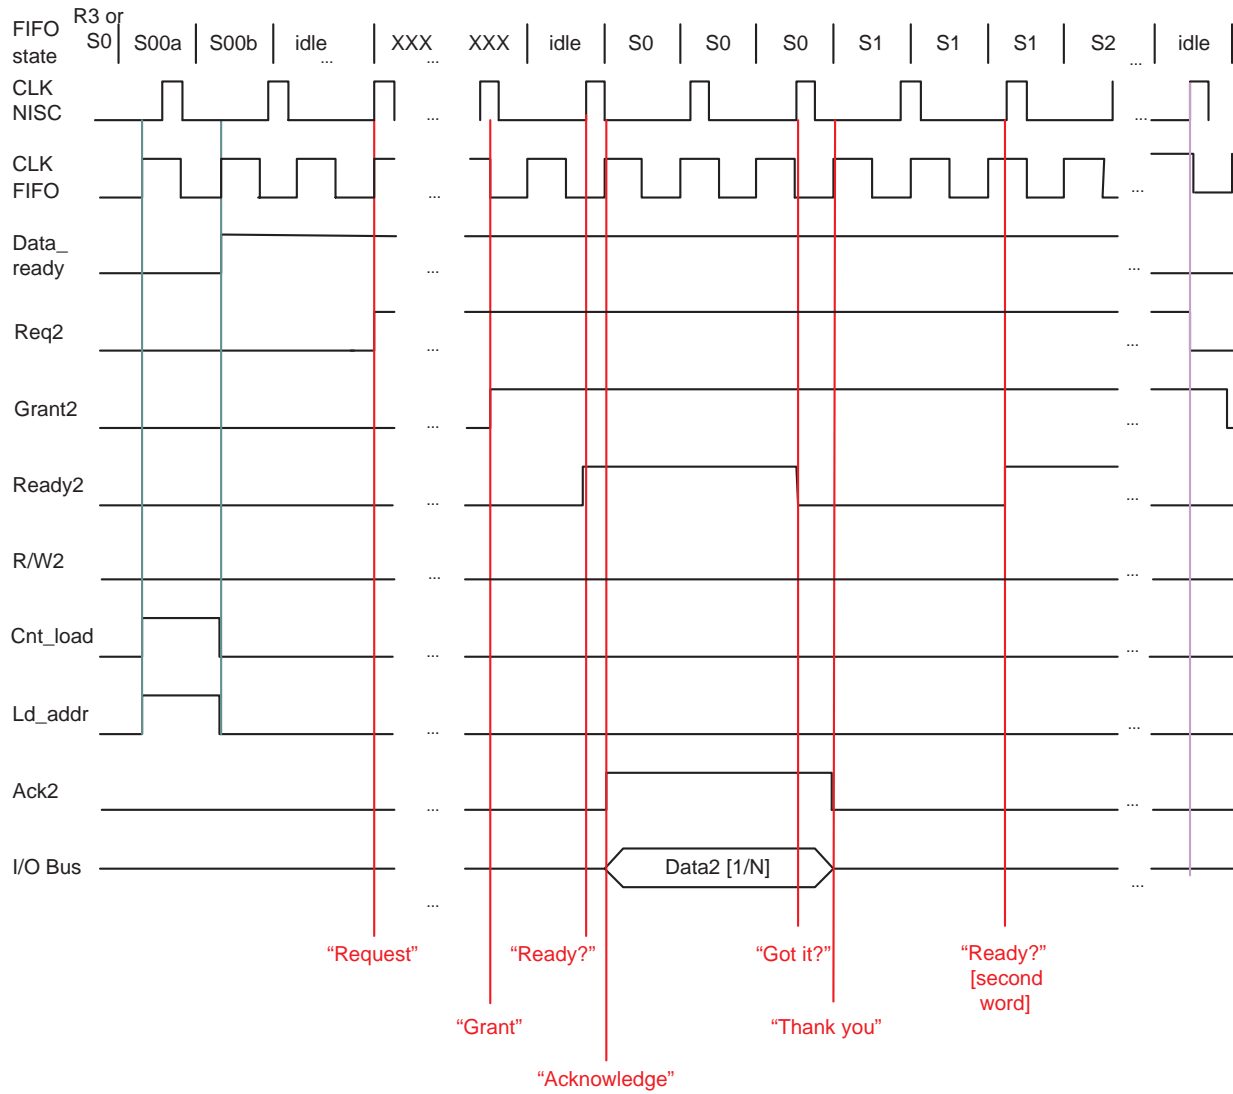 R3 or
FIFO state S0 S00a S00b idle ... XXX ... XXX idle S0 S0 S0 S1 S1 S1 S2 ... idle
CLK NISC ... ...
CLK FIFO ... ...
Data_ ready ... ...
Req2 ... ...
Grant2 ... ...
Ready2 ... ...
R/W2 ... ...
Cnt_load ... ...
Ld_addr ... ...
Ack2 ... ...
I/O Bus Data2 [1/N] ...
...
“Request” “Ready?” “Got it?” “Ready?”
[second
word]
“Grant” “Thank you”
“Acknowledge”